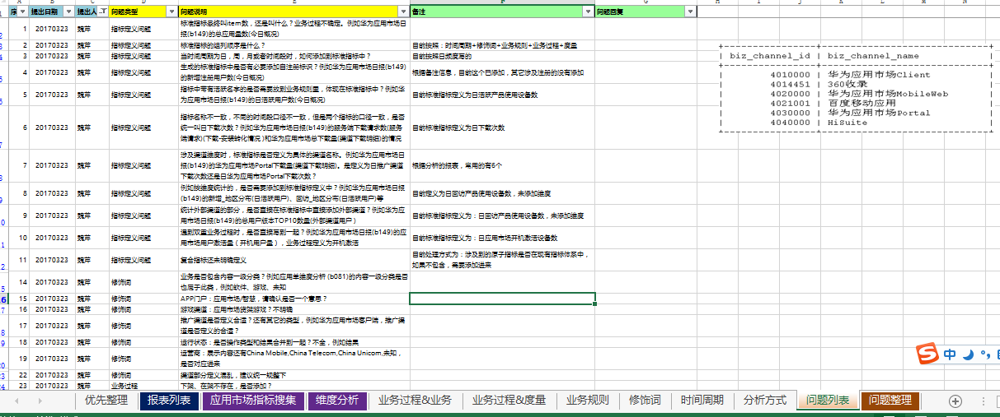 A B C D E F G H I J K L M N
序 提出日期 提出人 问题类型 问题说明 备注 问题回复
1 20170323 魏芹 指标定义问题 标准指标最终叫item数，还是叫什么？业务过程不确定。例如华为应用市场日
报(b149)的总应用量数(今日概况)
2 20170323 魏芹 指标定义问题 标准指标的组列顺序是什么？ 目前按照：时间周期+修饰词+业务规则+业务过程+度量
3 20170323 魏芹 指标定义问题 当时间周期为日，周，月或者时间段时，如何添加到标准指标中？ 目前按照日频度写的
4 20170323 魏芹 指标定义问题 生成的标准指标中是否有必要添加自注册标识？例如华为应用市场日报(b149)
的新增注册用户数(今日概况) 根据备注信息，目前这个已添加，其它涉及注册的没有添加
5 20170323 魏芹 指标定义问题 指标中带有活跃名字的是否需要放到业务规则里，体现在标准指标中？例如华
为应用市场日报(b149)的日活跃用户数(今日概况) 目前标准指标定义为日活跃产品使用设备数
6 20170323 魏芹 指标定义问题 指标名称不一致，不同的时间段口径不一致，但是两个指标的口径一致，是否
统一叫日下载次数？例如华为应用市场日报(b149)的服务端下载请求数(服务
端请求)(下载-安装转化情况 )和华为应用市场总下载量(渠道下载明细)的情况 目前标准指标定义为日下载次数
7 20170323 魏芹 指标定义问题 涉及渠道维度时，标准指标是否定义为具体的渠道名称。例如华为应用市场日
报(b149)的华为应用市场Portal下载量(渠道下载明细)。是定义为日推广渠道
下载次数还是日华为应用市场Portal下载次数？ 根据分析的报表，常用的有6个
8 20170323 魏芹 指标定义问题 例如按维度统计的，是否需要添加到标准指标定义中？例如华为应用市场日报
(b149)的新增_地区分布(日活跃用户)、回访_地区分布(日活跃用户)等 目前定义为日回访产品使用设备数，未添加维度
9 20170323 魏芹 指标定义问题 统计外部渠道的部分，是否直接在标准指标中直接添加外部渠道？例如华为应
用市场日报(b149)的总用户版本TOP10数量(外部渠道用户 ) 目前标准指标定义为：日回访产品使用设备数，未添加维度
10 20170323 魏芹 指标定义问题 遇到双重业务过程时，是否直接写到一起？例如华为应用市场日报(b149)的应
用市场用户激活量（开机用户量），业务过程定义为开机激活 目前标准指标定义为：日应用市场开机激活设备数
11 20170323 魏芹 指标定义问题 复合指标还未明确定义 目前处理方式为：涉及到的原子指标是否在现有指标体系中，
如果不包含，需要添加进来
14 20170323 魏芹 修饰词 业务是否包含内容一级分类？例如应用单维度分析 (b081)的内容一级分类是否
也属于此类，例如软件、游戏、未知
15 20170323 魏芹 修饰词 APP门户：应用市场/智慧，请确认是否一个意思？
16 20170323 魏芹 修饰词 游戏渠道：应用市场货架游戏？不明确
17 20170323 魏芹 修饰词 推广渠道是否定义合适？还有其它的类型，例如华为应用市场客户端，推广渠
道是否定义的合适？
18 20170323 魏芹 修饰词 运行状态：是否操作类型和结果合并到一起？不全，例如结果
19 20170323 魏芹 修饰词 运营商：展示内容还有China Mobile,China Telecom,China Unicom,未知，
是否对应进来
22 20170323 魏芹 修饰词 渠道部分定义混乱，建议统一规整下
23 20170323 魏芹 业务过程 下架、在架不存在，是否添加？
biz_channel_id | biz_channel_name
4010000 | 华为应用市场Client
4014451 | 360收录
4020000 | 华为应用市场MobileWeb
4021001 | 百度移动应用
4030000 | 华为应用市场Portal
4040000 | HiSuite
S 中
优先整理 报表列表 应用市场指标搜集 维度分析 业务过程&业务 业务过程&度量 业务规则 修饰词 时间周期 分析方式 问题列表 问题整理